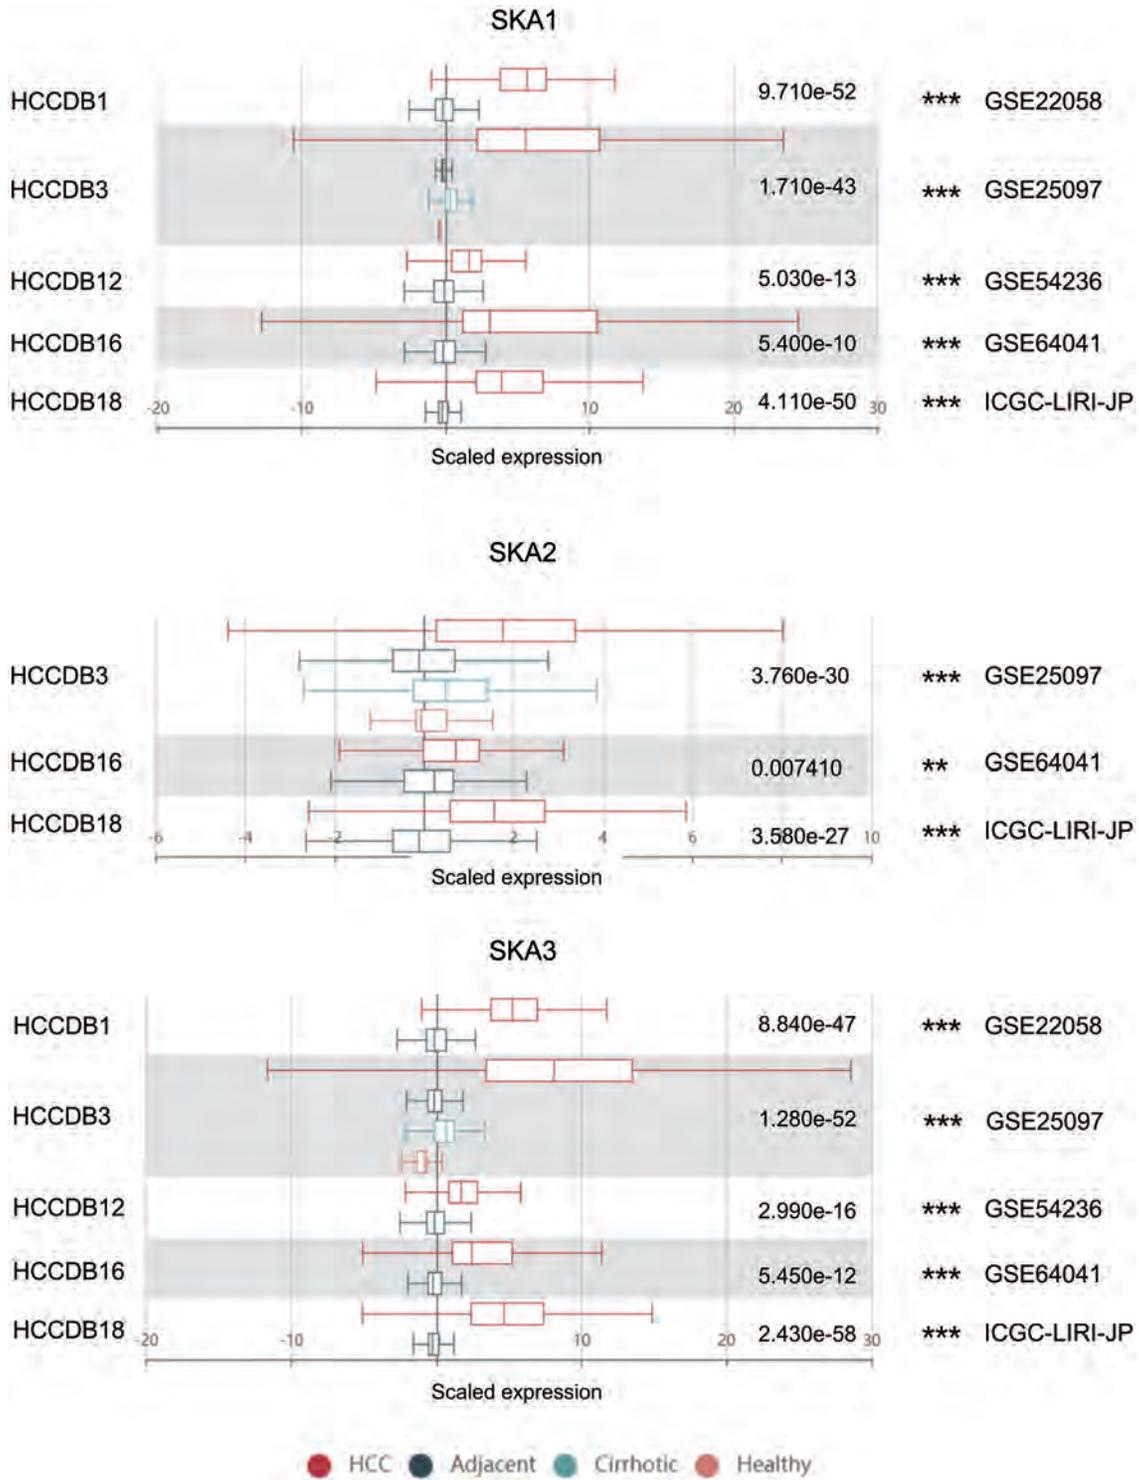 SKA1
HCCDB1 9.710e-52 *** GSE22058
HCCDB3 1.710e-43 *** GSE25097
HCCDB12 5.030e-13 *** GSE54236
HCCDB16 5.400e-10 *** GSE64041
HCCDB18 4.110e-50 *** ICGC-LIRI-JP
-20 -10 10 20 30
Scaled expression
SKA2
HCCDB3 3.760e-30 *** GSE25097
HCCDB16 0.007410 ** GSE64041
HCCDB18 3.580e-27 *** ICGC-LIRI-JP
-6 -4 -2 2 4 6 10
Scaled expression
SKA3
HCCDB1 8.840e-47 *** GSE22058
HCCDB3 1.280e-52 *** GSE25097
HCCDB12 2.990e-16 *** GSE54236
HCCDB16 5.450e-12 *** GSE64041
HCCDB18 2.430e-58 *** ICGC-LIRI-JP
-20 -10 10 20 30
Scaled expression
HCC Adjacent Cirrhotic Healthy